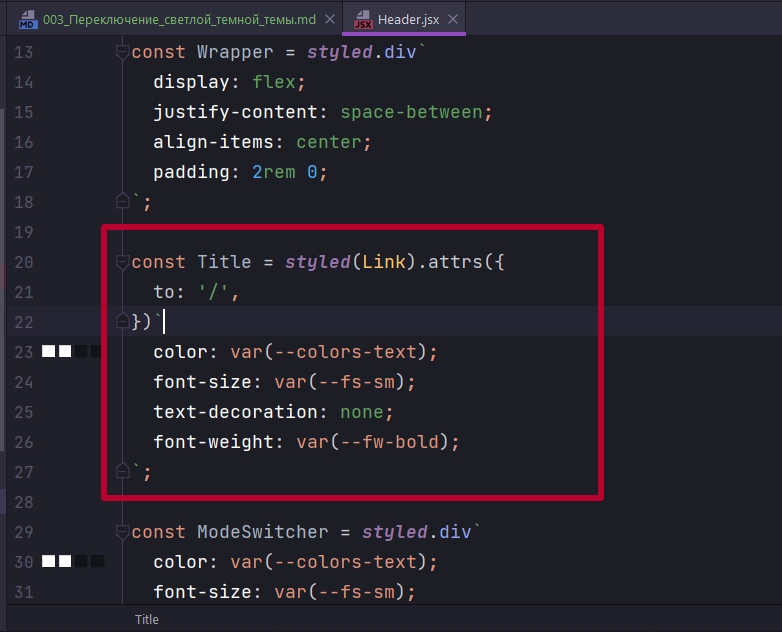 MD 003_Переключение_светлой_темной_темы.md JSX Header.jsx
13 const Wrapper = styled.div`
14 display: flex;
15 justify-content: space-between;
16 align-items: center;
17 padding: 2rem 0;
18 `;
19
20 const Title = styled(Link).attrs({
21 to: '/',
22 })`
23 color: var(--colors-text);
24 font-size: var(--fs-sm);
25 text-decoration: none;
26 font-weight: var(--fw-bold);
27 `;
28
29 const ModeSwitcher = styled.div`
30 color: var(--colors-text);
31 font-size: var(--fs-sm);
Title